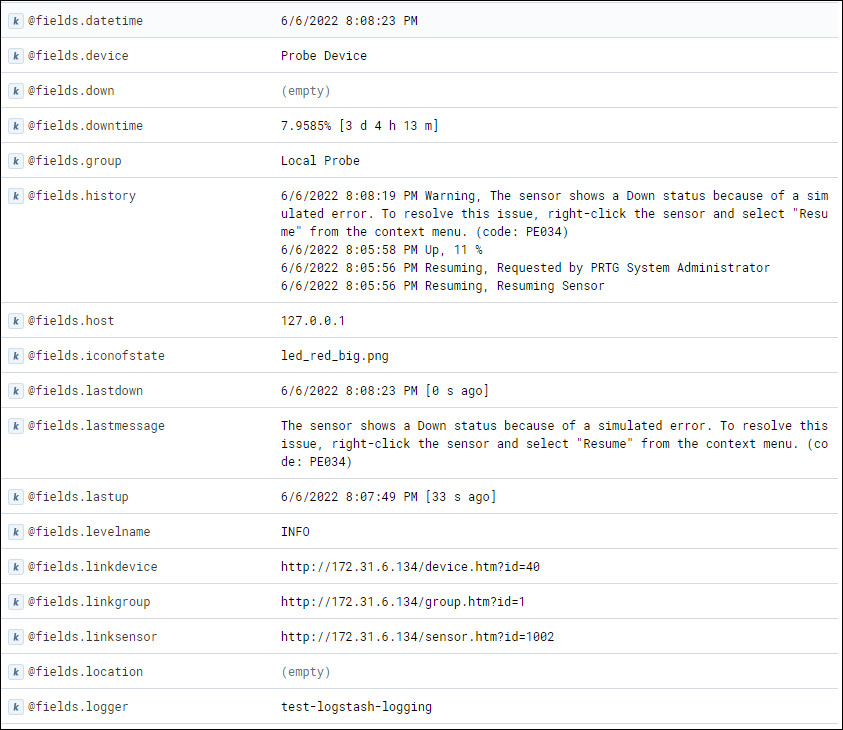 k @fields.datetime 6/6/2022 8:08:23 PM
k @fields.device Probe Device
k @fields.down (empty)
k @fields.downtime 7.9585% [3 d 4 h 13 m]
k @fields.group Local Probe
k @fields.history 6/6/2022 8:08:19 PM Warning, The sensor shows a Down status because of a sim
ulated error. To resolve this issue, right-click the sensor and select "Resu
me" from the context menu. (code: PE034)
6/6/2022 8:05:58 PM Up, 11 %
6/6/2022 8:05:56 PM Resuming, Requested by PRTG System Administrator
6/6/2022 8:05:56 PM Resuming, Resuming Sensor
k @fields.host 127.0.0.1
k @fields.iconofstate led_red_big.png
k @fields.lastdown 6/6/2022 8:08:23 PM [0 s ago]
k @fields.lastmessage The sensor shows a Down status because of a simulated error. To resolve this
issue, right-click the sensor and select "Resume" from the context menu. (co
de: PE034)
k @fields.lastup 6/6/2022 8:07:49 PM [33 s ago]
k @fields.levelname INFO
k @fields.linkdevice http://172.31.6.134/device.htm?id=40
k @fields.linkgroup http://172.31.6.134/group.htm?id=1
k @fields.linksensor http://172.31.6.134/sensor.htm?id=1002
k @fields.location (empty)
k @fields.logger test-logstash-logging